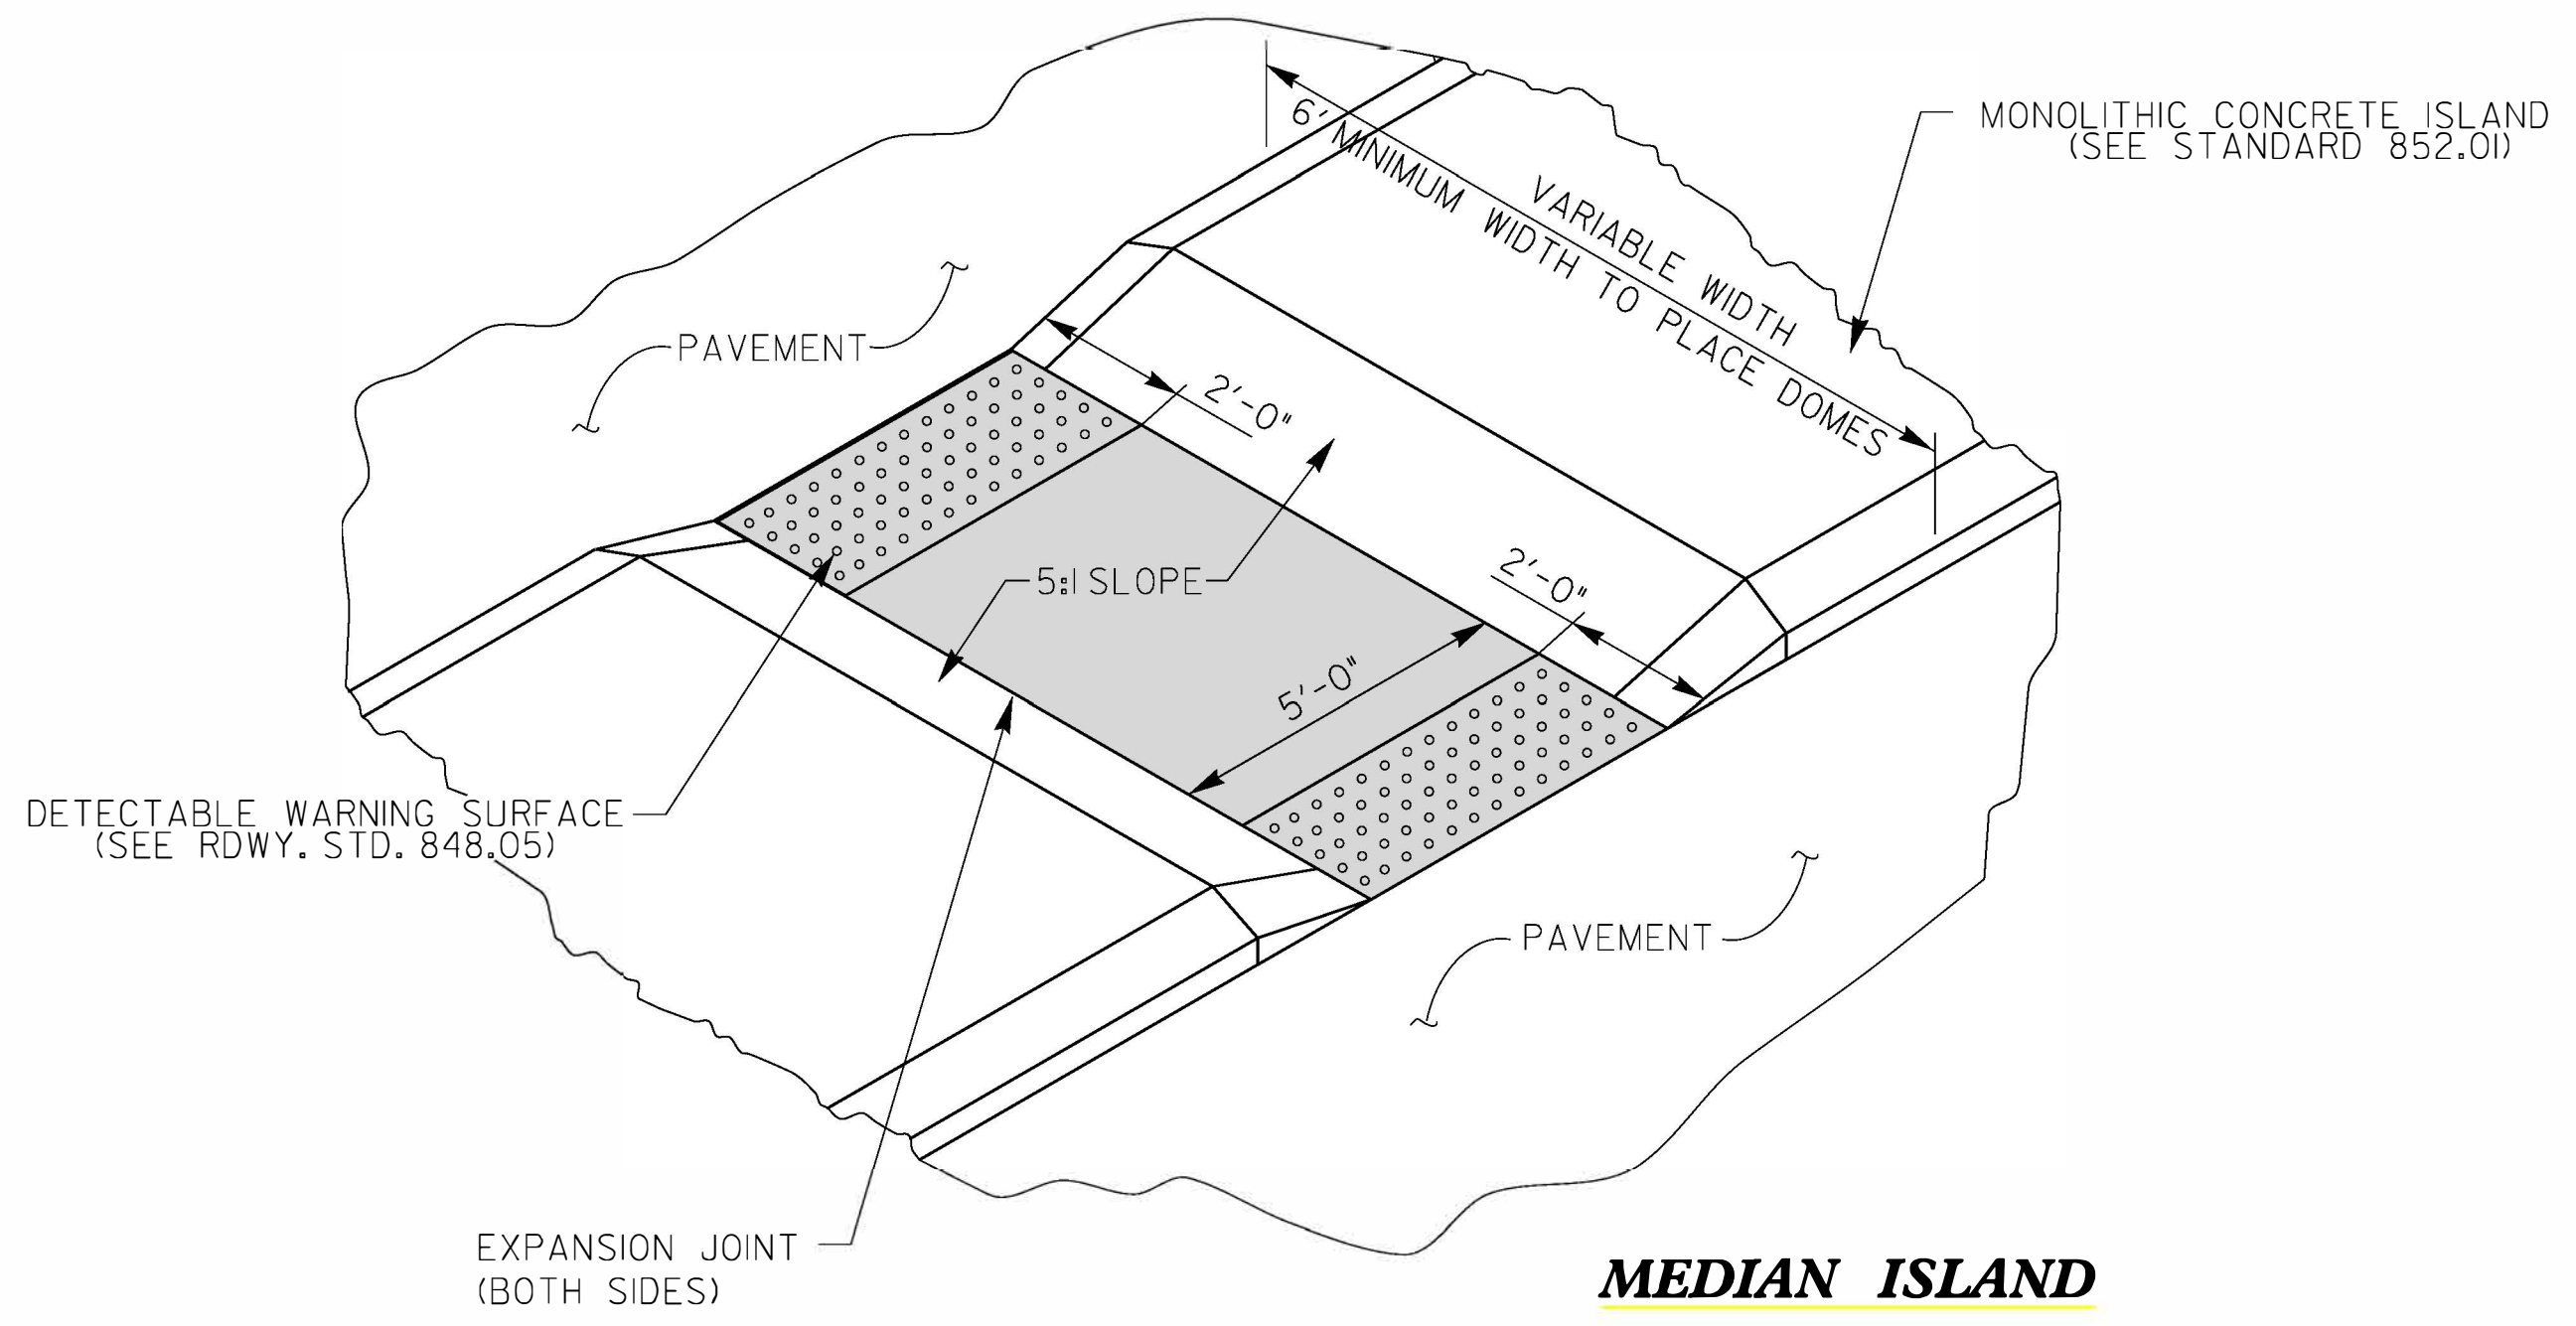 MONOLITHIC CONCRETE ISLAND
(SEE STANDARD 852.01)
VARIABLE WIDTH
6' MINIMUM WIDTH TO PLACE DOMES
PAVEMENT
2'-0"
5:1 SLOPE
2'-0"
5'-0"
DETECTABLE WARNING SURFACE
(SEE RDWY. STD. 848.05)
PAVEMENT
EXPANSION JOINT
(BOTH SIDES)
MEDIAN ISLAND